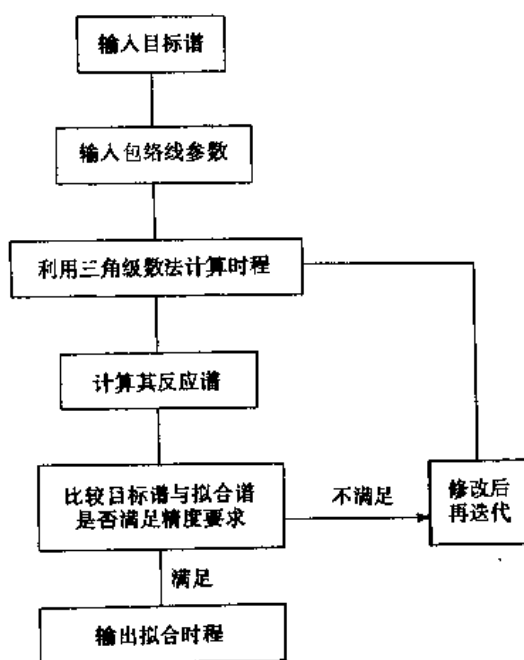 输入目标谱
输入包络线参数
利用三角级数法计算时程
计算其反应谱
比较目标谱与拟合谱
是否满足精度要求
不满足
修改后
再迭代
满足
输出拟合时程